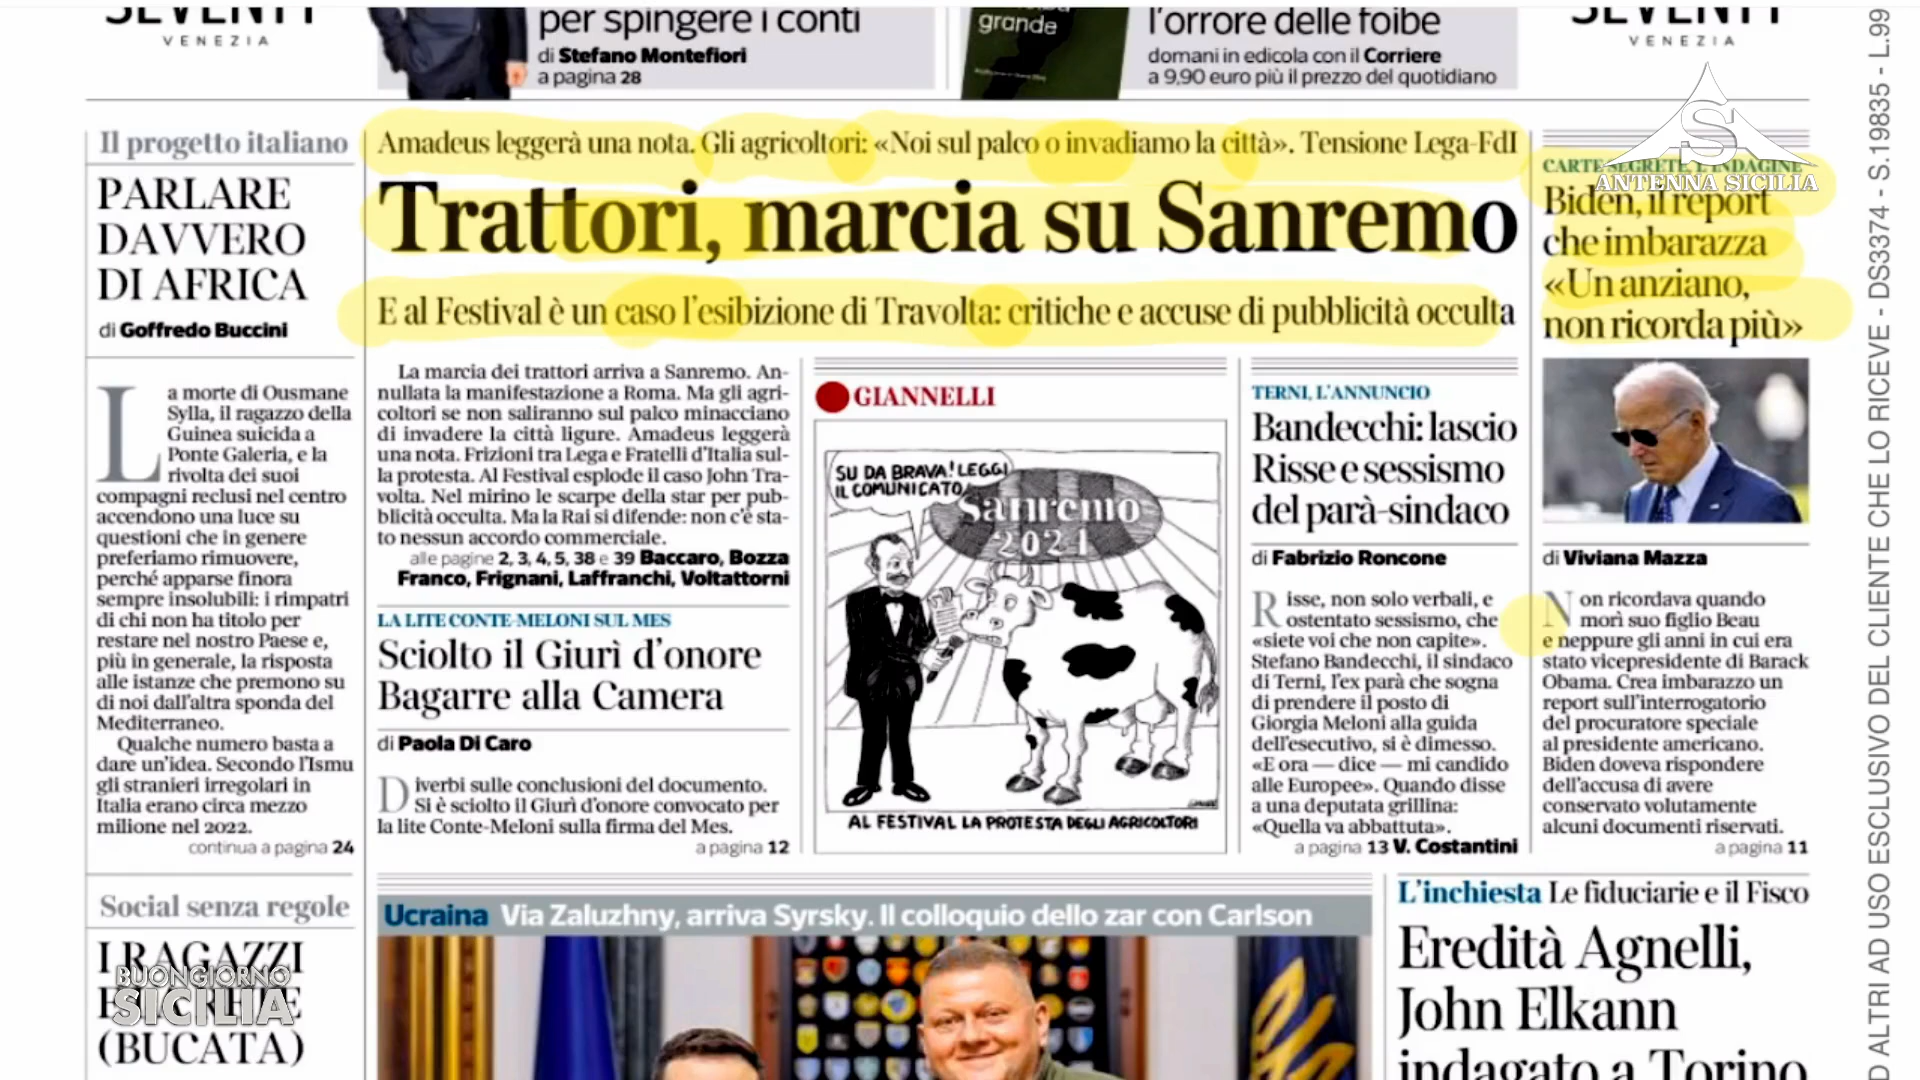 SEVENTY
VENEZIA
per spingere i conti
di Stefano Montefiori
a pagina 28
grande
l'orrore delle foibe
domani in edicola con il Corriere
a 9,90 euro più il prezzo del quotidiano
SEVENTY
VENEZIA
S
ANTENNA SICILIA
Il progetto italiano
PARLARE
DAVVERO
DI AFRICA
di Goffredo Buccini
La morte di Ousmane
Sylla, il ragazzo della
Guinea suicida a
Ponte Galeria, e la
rivolta dei suoi
compagni reclusi nel centro
accendono una luce su
questioni che in genere
preferiamo rimuovere,
perché apparse finora
sempre insolubili: i rimpatri
di chi non ha titolo per
restare nel nostro Paese e,
più in generale, la risposta
alle istanze che premono su
di noi dall'altra sponda del
Mediterraneo.
Qualche numero basta a
dare un'idea. Secondo l'Ismu
gli stranieri irregolari in
Italia erano circa mezzo
milione nel 2022.
continua a pagina 24
Social senza regole
I RAGAZZI
(BUCATA)
BUONGIORNO
SICILIA
Amadeus leggerà una nota. Gli agricoltori: «Noi sul palco o invadiamo la città». Tensione Lega-FdI
Trattori, marcia su Sanremo
E al Festival è un caso l'esibizione di Travolta: critiche e accuse di pubblicità occulta
La marcia dei trattori arriva a Sanremo. An-
nullata la manifestazione a Roma. Ma gli agri-
coltori se non saliranno sul palco minacciano
di invadere la città ligure. Amadeus leggerà
una nota. Frizioni tra Lega e Fratelli d'Italia sul-
la protesta. Al Festival esplode il caso John Tra-
volta. Nel mirino le scarpe della star per pub-
blicità occulta. Ma la Rai si difende: non c'è sta-
to nessun accordo commerciale.
alle pagine 2, 3, 4, 5, 38 e 39 Baccaro, Bozza
Franco, Frignani, Laffranchi, Voltattorni
LA LITE CONTE-MELONI SUL MES
Sciolto il Giurì d'onore
Bagarre alla Camera
di Paola Di Caro
Diverbi sulle conclusioni del documento.
Si è sciolto il Giurì d'onore convocato per
la lite Conte-Meloni sulla firma del Mes.
a pagina 12
GIANNELLI
SU DA BRAVA! LEGGI
IL COMUNICATO
Sanremo
2024
AL FESTIVAL LA PROTESTA DEGLI AGRICOLTORI
TERNI, L'ANNUNCIO
Bandecchi: lascio
Risse e sessismo
del parà-sindaco
di Fabrizio Roncone
Risse, non solo verbali, e
ostentato sessismo, che
«siete voi che non capite».
Stefano Bandecchi, il sindaco
di Terni, l'ex parà che sogna
di prendere il posto di
Giorgia Meloni alla guida
dell'esecutivo, si è dimesso.
«E ora — dice — mi candido
alle Europee». Quando disse
a una deputata grillina:
«Quella va abbattuta».
a pagina 13 V. Costantini
CARTE SEGRETE, L'INDAGINE
Biden, il report
che imbarazza
«Un anziano,
non ricorda più»
di Viviana Mazza
Non ricordava quando
morì suo figlio Beau
e neppure gli anni in cui era
stato vicepresidente di Barack
Obama. Crea imbarazzo un
report sull'interrogatorio
del procuratore speciale
al presidente americano.
Biden doveva rispondere
dell'accusa di avere
conservato volutamente
alcuni documenti riservati.
a pagina 11
Ucraina Via Zaluzhny, arriva Syrsky. Il colloquio dello zar con Carlson
L'inchiesta Le fiduciarie e il Fisco
Eredità Agnelli,
John Elkann
indagato a Torino
AD ALTRI AD USO ESCLUSIVO DEL CLIENTE CHE LO RICEVE - DS3374 - S.19835 - L.99